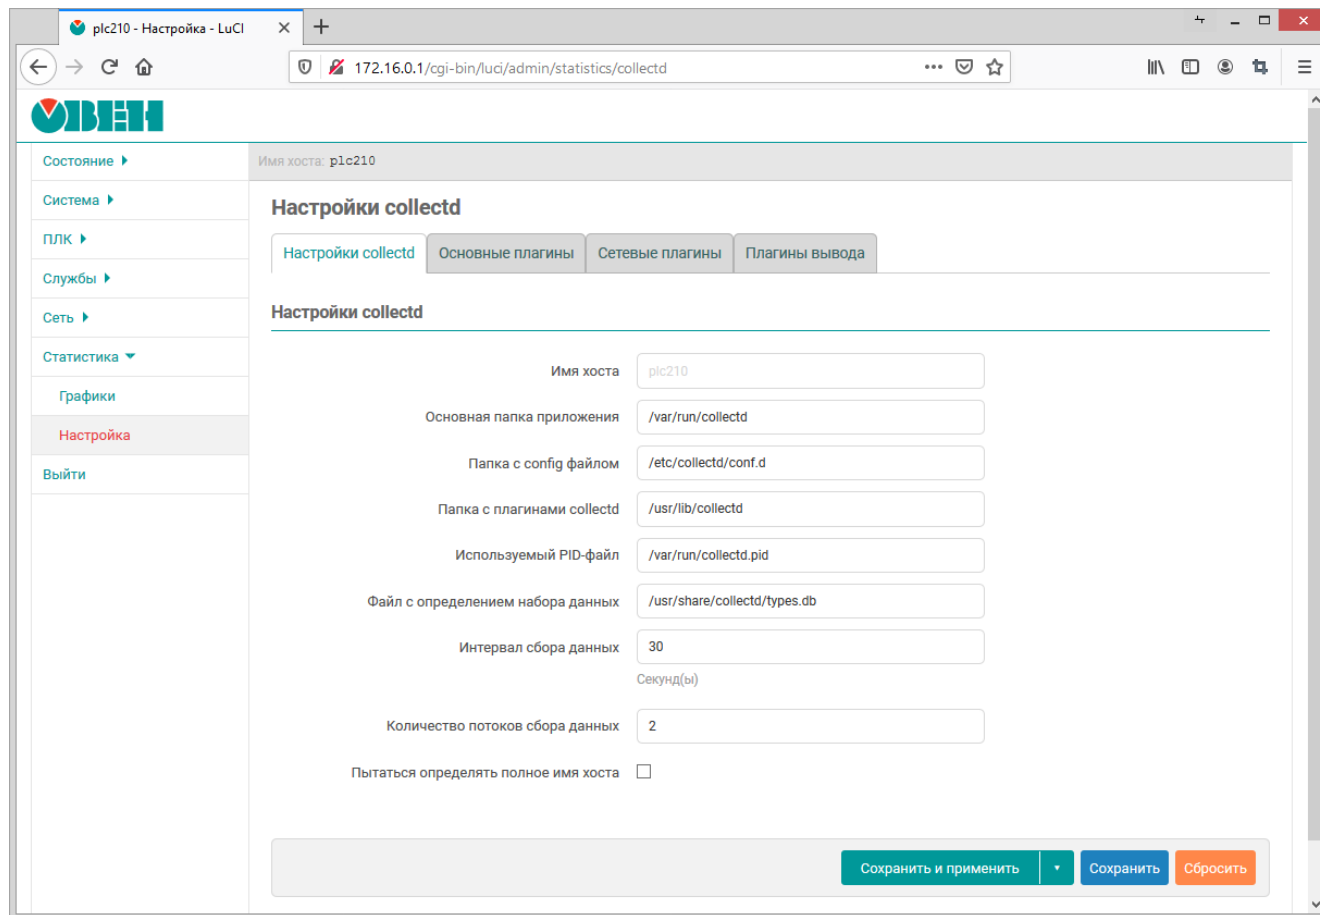 plc210 - Настройка - LuCI
172.16.0.1/cgi-bin/luci/admin/statistics/collectd
ОВЕН
Имя хоста: plc210
Состояние
Система
ПЛК
Службы
Сеть
Статистика
Графики
Настройка
Выйти
Настройки collectd
Настройки collectd Основные плагины Сетевые плагины Плагины вывода
Настройки collectd
Имя хоста plc210
Основная папка приложения /var/run/collectd
Папка с config файлом /etc/collectd/conf.d
Папка с плагинами collectd /usr/lib/collectd
Используемый PID-файл /var/run/collectd.pid
Файл с определением набора данных /usr/share/collectd/types.db
Интервал сбора данных 30
Секунд(ы)
Количество потоков сбора данных 2
Пытаться определять полное имя хоста
Сохранить и применить Сохранить Сбросить